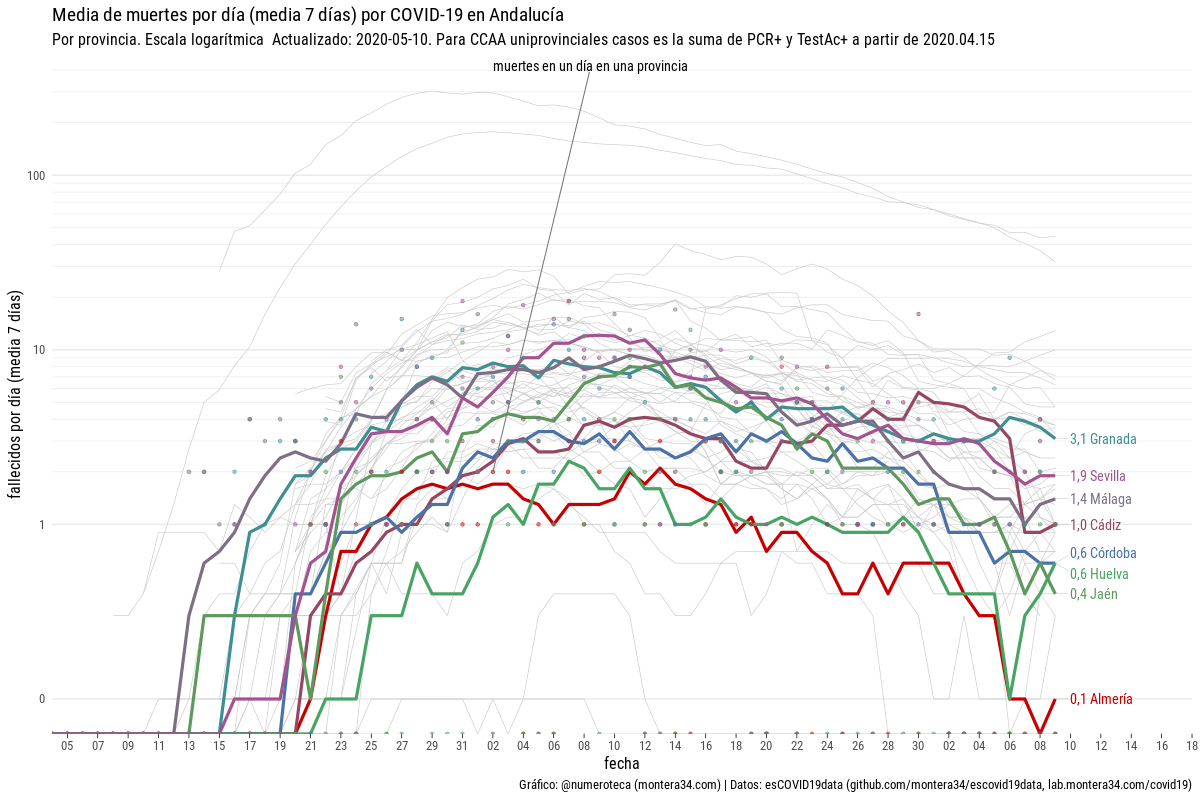 Media de muertes por día (media 7 días) por COVID-19 en Andalucía
Por provincia. Escala logarítmica  Actualizado: 2020-05-10. Para CCAA uniprovinciales casos es la suma de PCR+ y TestAc+ a partir de 2020.04.15
muertes en un día en una provincia
100
10
1
0
fallecidos por día (media  7 días)
3,1 Granada
1,9 Sevilla
1,4 Málaga
1,0 Cádiz
0,6 Córdoba
0,6 Huelva
0,4 Jaén
0,1 Almería
05 07 09 11 13 15 17 19 21 23 25 27 29 31 02 04 06 08 10 12 14 16 18 20 22 24 26 28 30 02 04 06 08 10 12 14 16 18
fecha
Gráfico: @numeroteca (montera34.com) | Datos: esCOVID19data (github.com/montera34/escovid19data, lab.montera34.com/covid19)